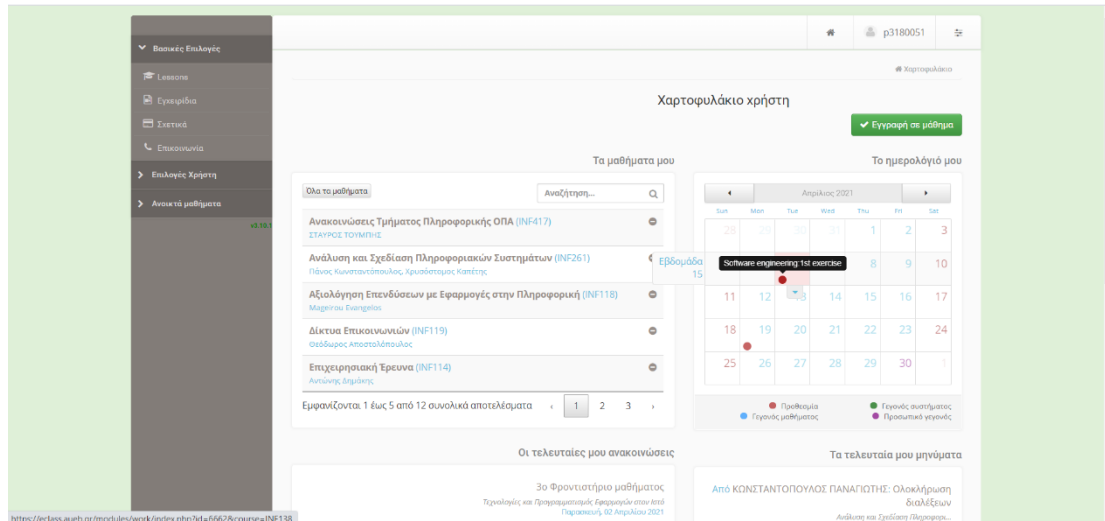 p3180051
Βασικές Επιλογές
Lessons
Εγχειρίδια
Σχετικά
Επικοινωνία
Επιλογές Χρήστη
Ανοικτά μαθήματα
Χαρτοφυλάκιο
Χαρτοφυλάκιο χρήστη
Εγγραφή σε μάθημα
Τα μαθήματα μου
Όλα τα μαθήματα
Αναζήτηση...
Ανακοινώσεις Τμήματος Πληροφορικής ΟΠΑ (INF417)
ΣΤΑΥΡΟΣ ΤΟΥΜΠΗΣ
Ανάλυση και Σχεδίαση Πληροφοριακών Συστημάτων (INF261)
Πάνος Κωνσταντόπουλος, Χρυσόστομος Καπέτης
Αξιολόγηση Επενδύσεων με Εφαρμογές στην Πληροφορική (INF118)
Mageirou Evangelos
Δίκτυα Επικοινωνιών (INF119)
Θεόδωρος Αποστολόπουλος
Επιχειρησιακή Έρευνα (INF114)
Αντώνης Δημάκης
Εμφανίζονται 1 έως 5 από 12 συνολικά αποτελέσματα ‹ 1 2 3 ›
Το ημερολόγιό μου
Απρίλιος 2021
Sun Mon Tue Wed Thu Fri Sat
28 29 30 31 1 2 3
Εβδομάδα 15
Software engineering:1st exercise
8 9 10
11 12 13 14 15 16 17
18 19 20 21 22 23 24
25 26 27 28 29 30 1
Προθεσμία Γεγονός συστήματος
Γεγονός μαθήματος Προσωπικό γεγονός
Οι τελευταίες μου ανακοινώσεις
3ο Φροντιστήριο μαθήματος
Τεχνολογίες και Προγραμματισμός Εφαρμογών στον Ιστό
Παρασκευή, 02 Απριλίου 2021
Τα τελευταία μου μηνύματα
Από ΚΩΝΣΤΑΝΤΟΠΟΥΛΟΣ ΠΑΝΑΓΙΩΤΗΣ: Ολοκλήρωση
διαλέξεων
Ανάλυση και Σχεδίαση Πληροφορι...
https://eclass.aueb.gr/modules/work/index.php?id=6662&course=INF138